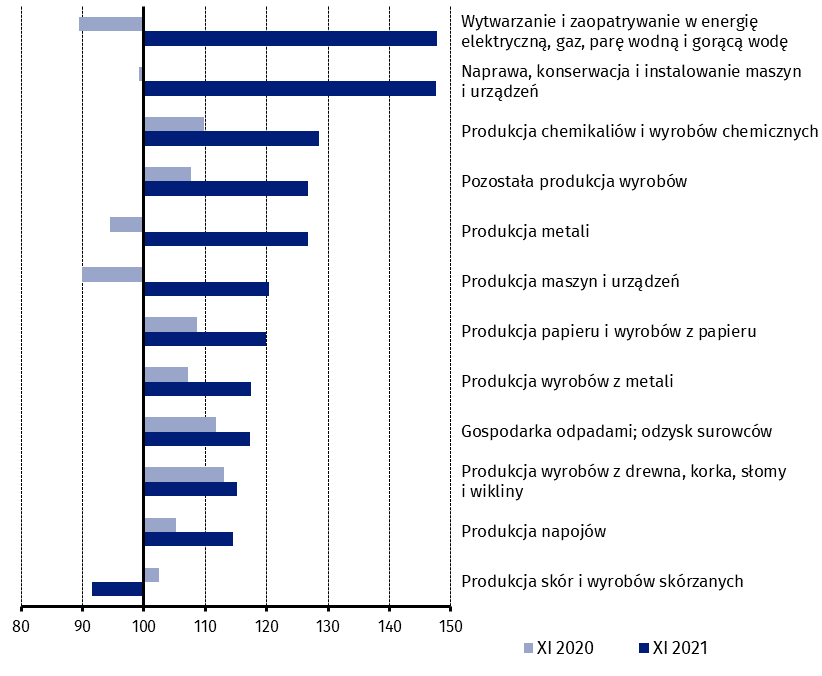 Wytwarzanie i zaopatrywanie w energię
elektryczną, gaz, parę wodną i gorącą wodę
Naprawa, konserwacja i instalowanie maszyn
i urządzeń
Produkcja chemikaliów i wyrobów chemicznych
Pozostała produkcja wyrobów
Produkcja metali
Produkcja maszyn i urządzeń
Produkcja papieru i wyrobów z papieru
Produkcja wyrobów z metali
Gospodarka odpadami; odzysk surowców
Produkcja wyrobów z drewna, korka, słomy
i wikliny
Produkcja napojów
Produkcja skór i wyrobów skórzanych
80 90 100 110 120 130 140 150
XI 2020 XI 2021